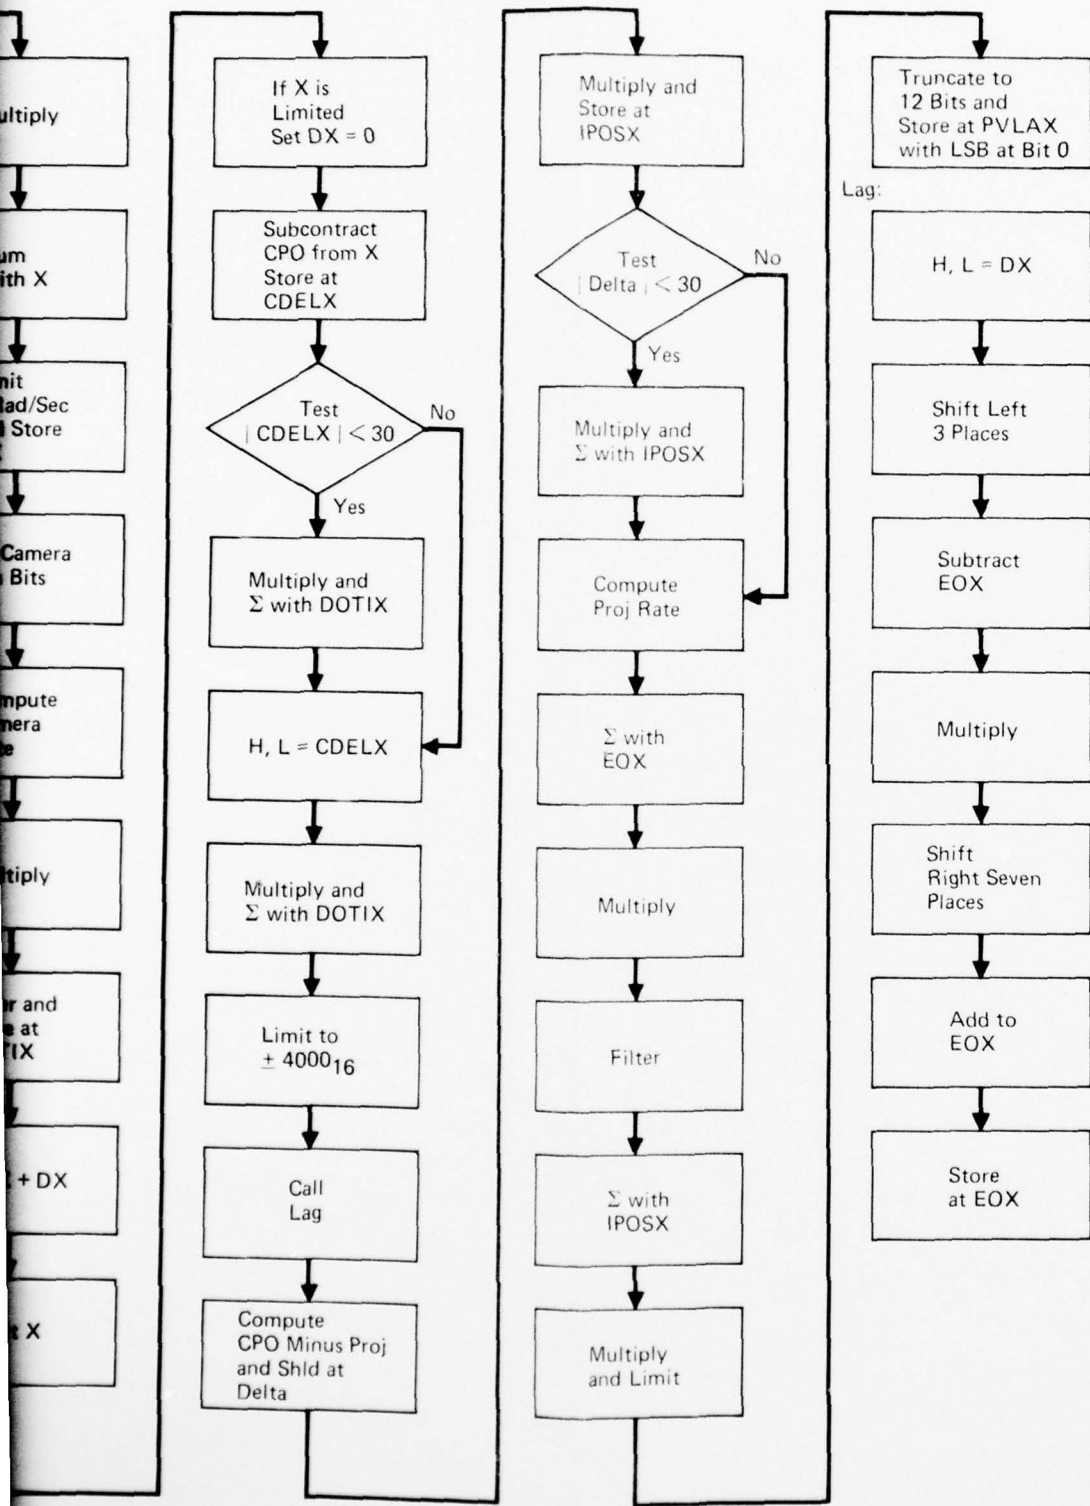 ultiply
um
ith X
nit
Rad/Sec
Store
Camera
Bits
mpute
mera
te
tiply
er and
e at
TIX
+ DX
t X
If X is
Limited
Set DX = 0
Subcontract
CPO from X
Store at
CDELX
Test
| CDELX | < 30
No
Yes
Multiply and
Σ with DOTIX
H, L = CDELX
Multiply and
Σ with DOTIX
Limit to
± 4000₁₆
Call
Lag
Compute
CPO Minus Proj
and Shld at
Delta
Multiply and
Store at
IPOSX
Test
| Delta | < 30
No
Yes
Multiply and
Σ with IPOSX
Compute
Proj Rate
Σ with
EOX
Multiply
Filter
Σ with
IPOSX
Multiply
and Limit
Truncate to
12 Bits and
Store at PVLAX
with LSB at Bit 0
Lag:
H, L = DX
Shift Left
3 Places
Subtract
EOX
Multiply
Shift
Right Seven
Places
Add to
EOX
Store
at EOX